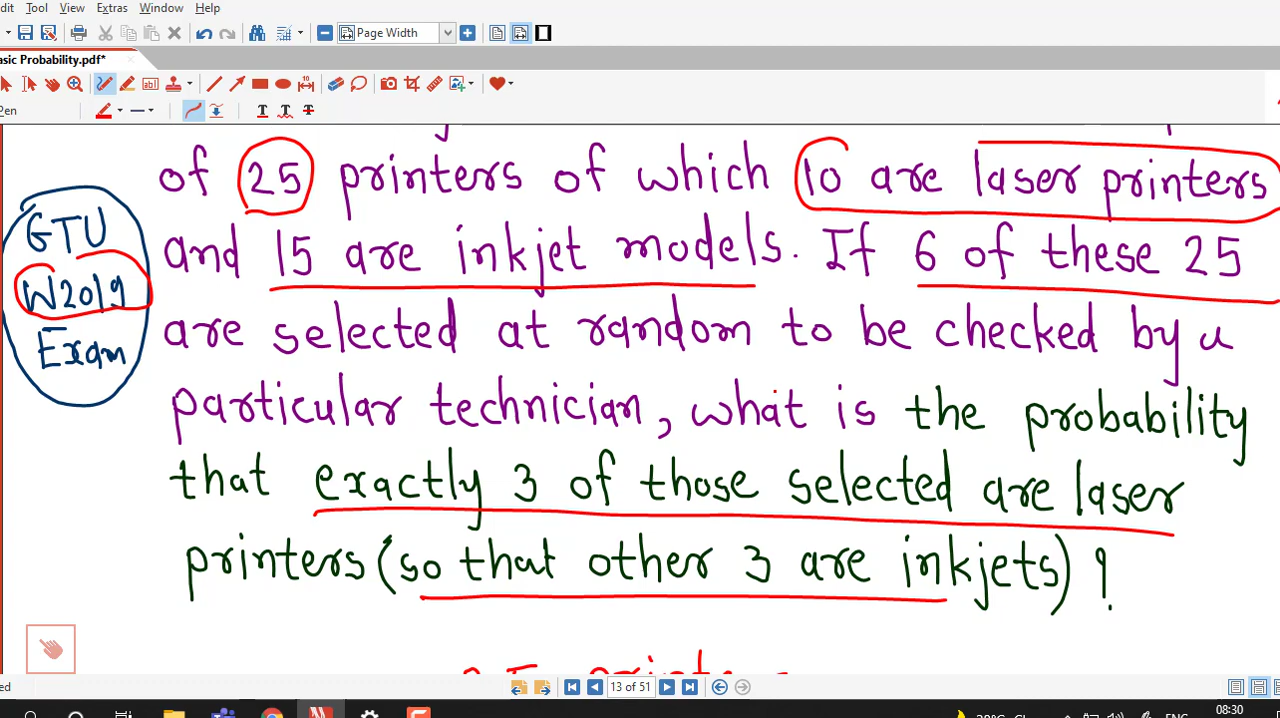 dit Tool View Extras Window Help
Page Width
asic Probability.pdf*
Pen
of 25 printers of which 10 are laser printers
and 15 are inkjet models. If 6 of these 25
are selected at random to be checked by a
particular technician, what is the probability
that exactly 3 of those selected are laser
printers (so that other 3 are inkjets) ?
GTU
W2019
Exam
13 of 51
ENG
08:30